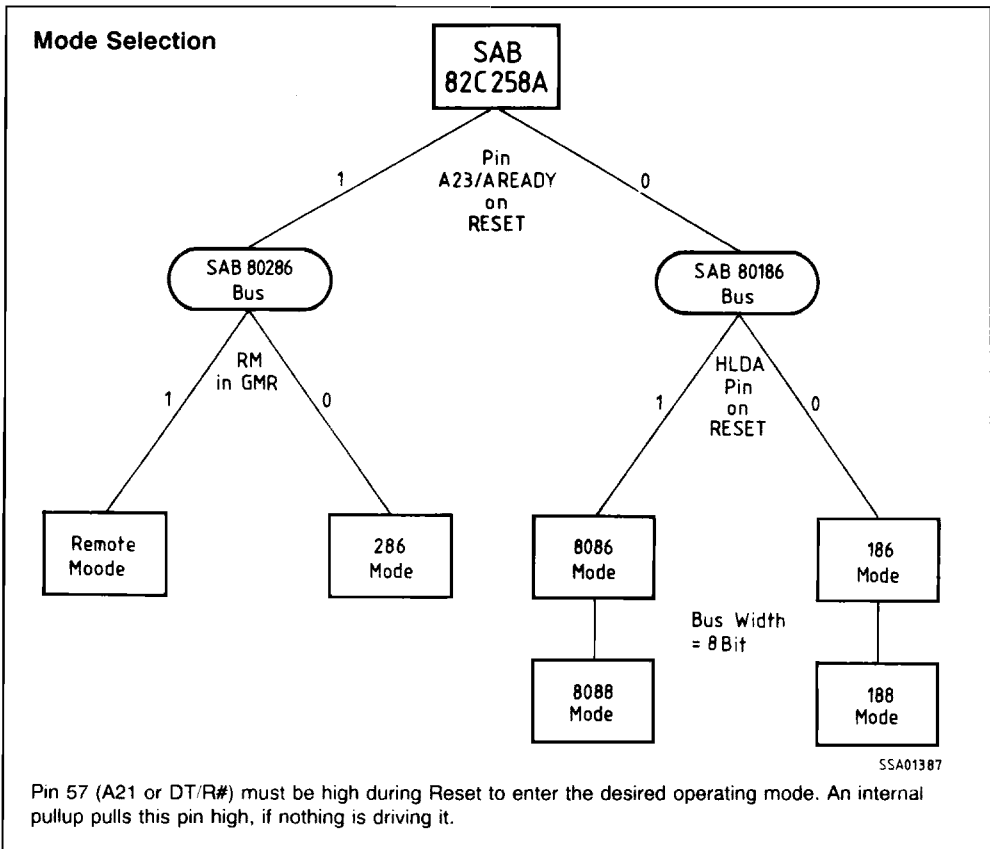 Mode Selection
SAB
82C258A
Pin
A23/AREADY
on
RESET
1
0
SAB 80286
Bus
SAB 80186
Bus
RM
in GMR
1
0
HLDA
Pin
on
RESET
1
0
Remote
Moode
286
Mode
8086
Mode
186
Mode
Bus Width
= 8Bit
8088
Mode
188
Mode
SSA01387
Pin 57 (A21 or DT/R#) must be high during Reset to enter the desired operating mode. An internal
pullup pulls this pin high, if nothing is driving it.